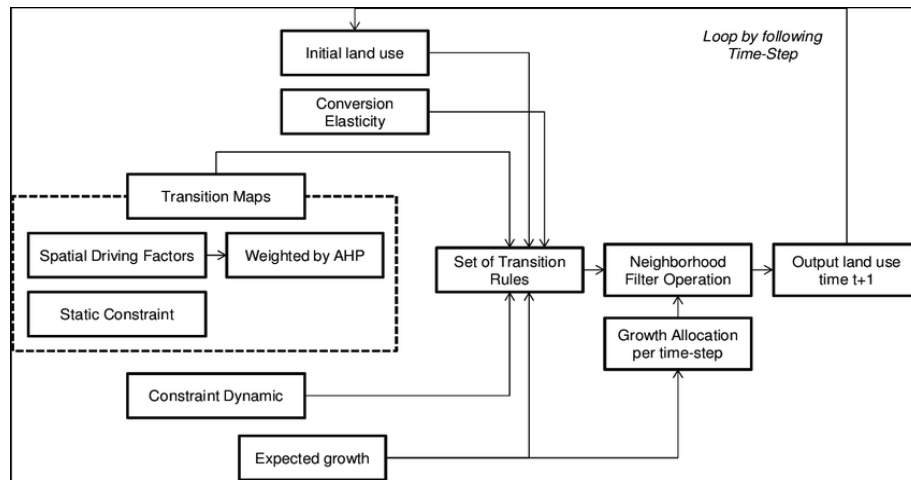 Loop by following
Time-Step
Initial land use
Conversion
Elasticity
Transition Maps
Spatial Driving Factors
Weighted by AHP
Static Constraint
Set of Transition
Rules
Neighborhood
Filter Operation
Output land use
time t+1
Growth Allocation
per time-step
Constraint Dynamic
Expected growth